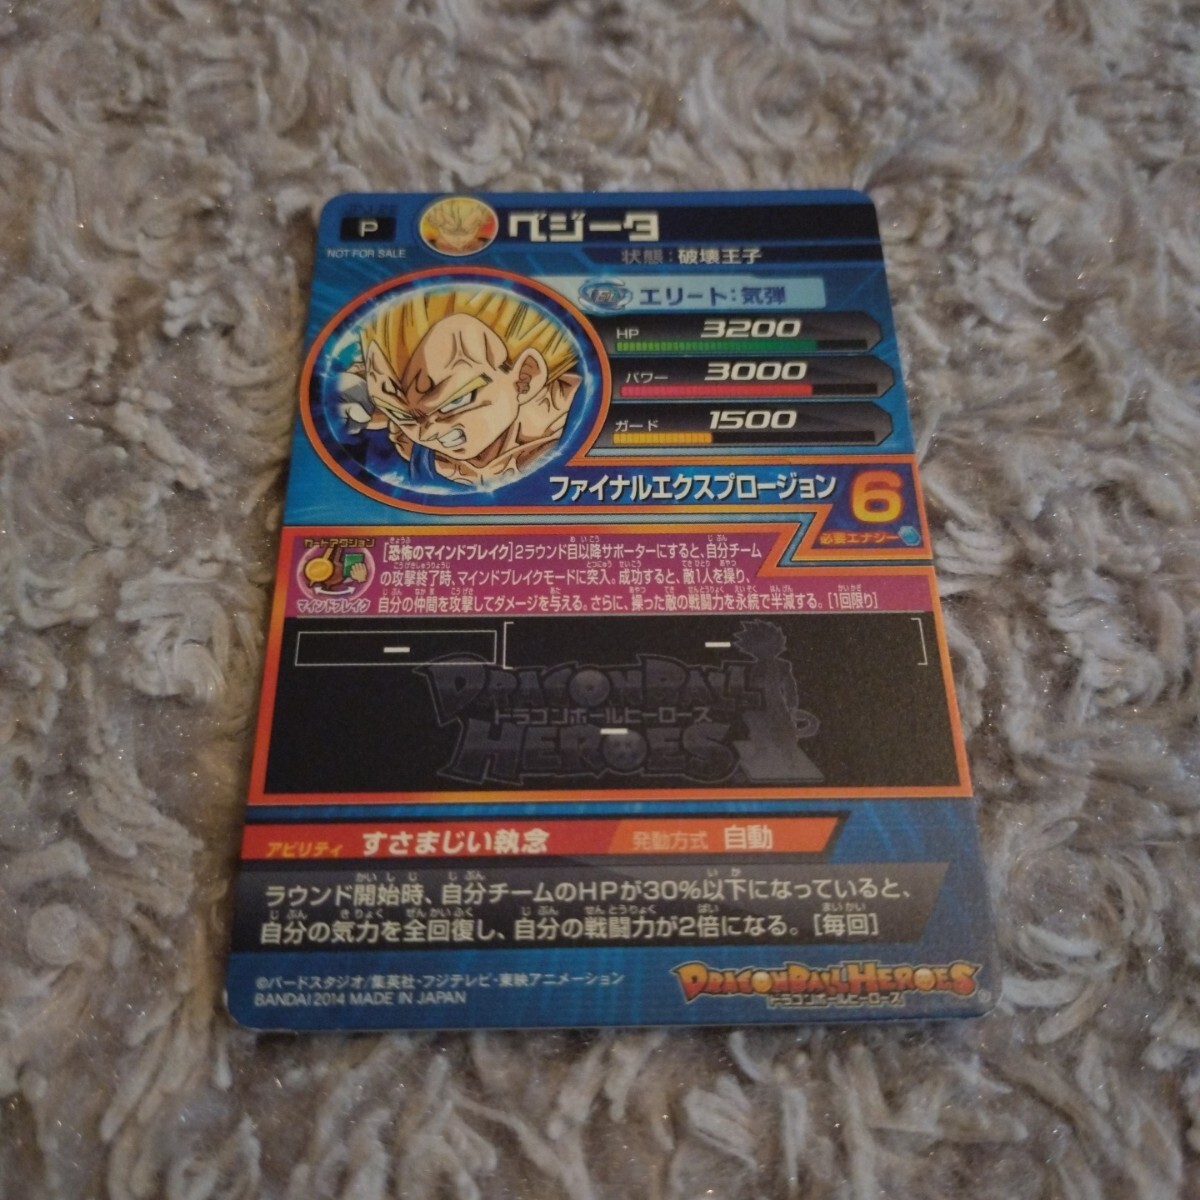 P
NOT FOR SALE
ベジータ
状態：破壊王子
エリート：気弾
HP 3200
パワー 3000
ガード 1500
ファイナルエクスプロージョン 6
必要エナジー
カードアクション
マインドブレイク
[恐怖のマインドブレイク]2ラウンド目以降サポーターにすると、自分チーム
の攻撃終了時、マインドブレイクモードに突入。成功すると、敵1人を操り、
自分の仲間を攻撃してダメージを与える。さらに、操った敵の戦闘力を永続で半減する。[1回限り]
ー ー
DRAGONBALL
ドラゴンボールヒーローズ
HEROES
ー
アビリティ すさまじい執念 発動方式 自動
ラウンド開始時、自分チームのHPが30%以下になっていると、
自分の気力を全回復し、自分の戦闘力が2倍になる。[毎回]
©バードスタジオ/集英社・フジテレビ・東映アニメーション
BANDAI 2014 MADE IN JAPAN
DRAGONBALL HEROES
ドラゴンボールヒーローズ